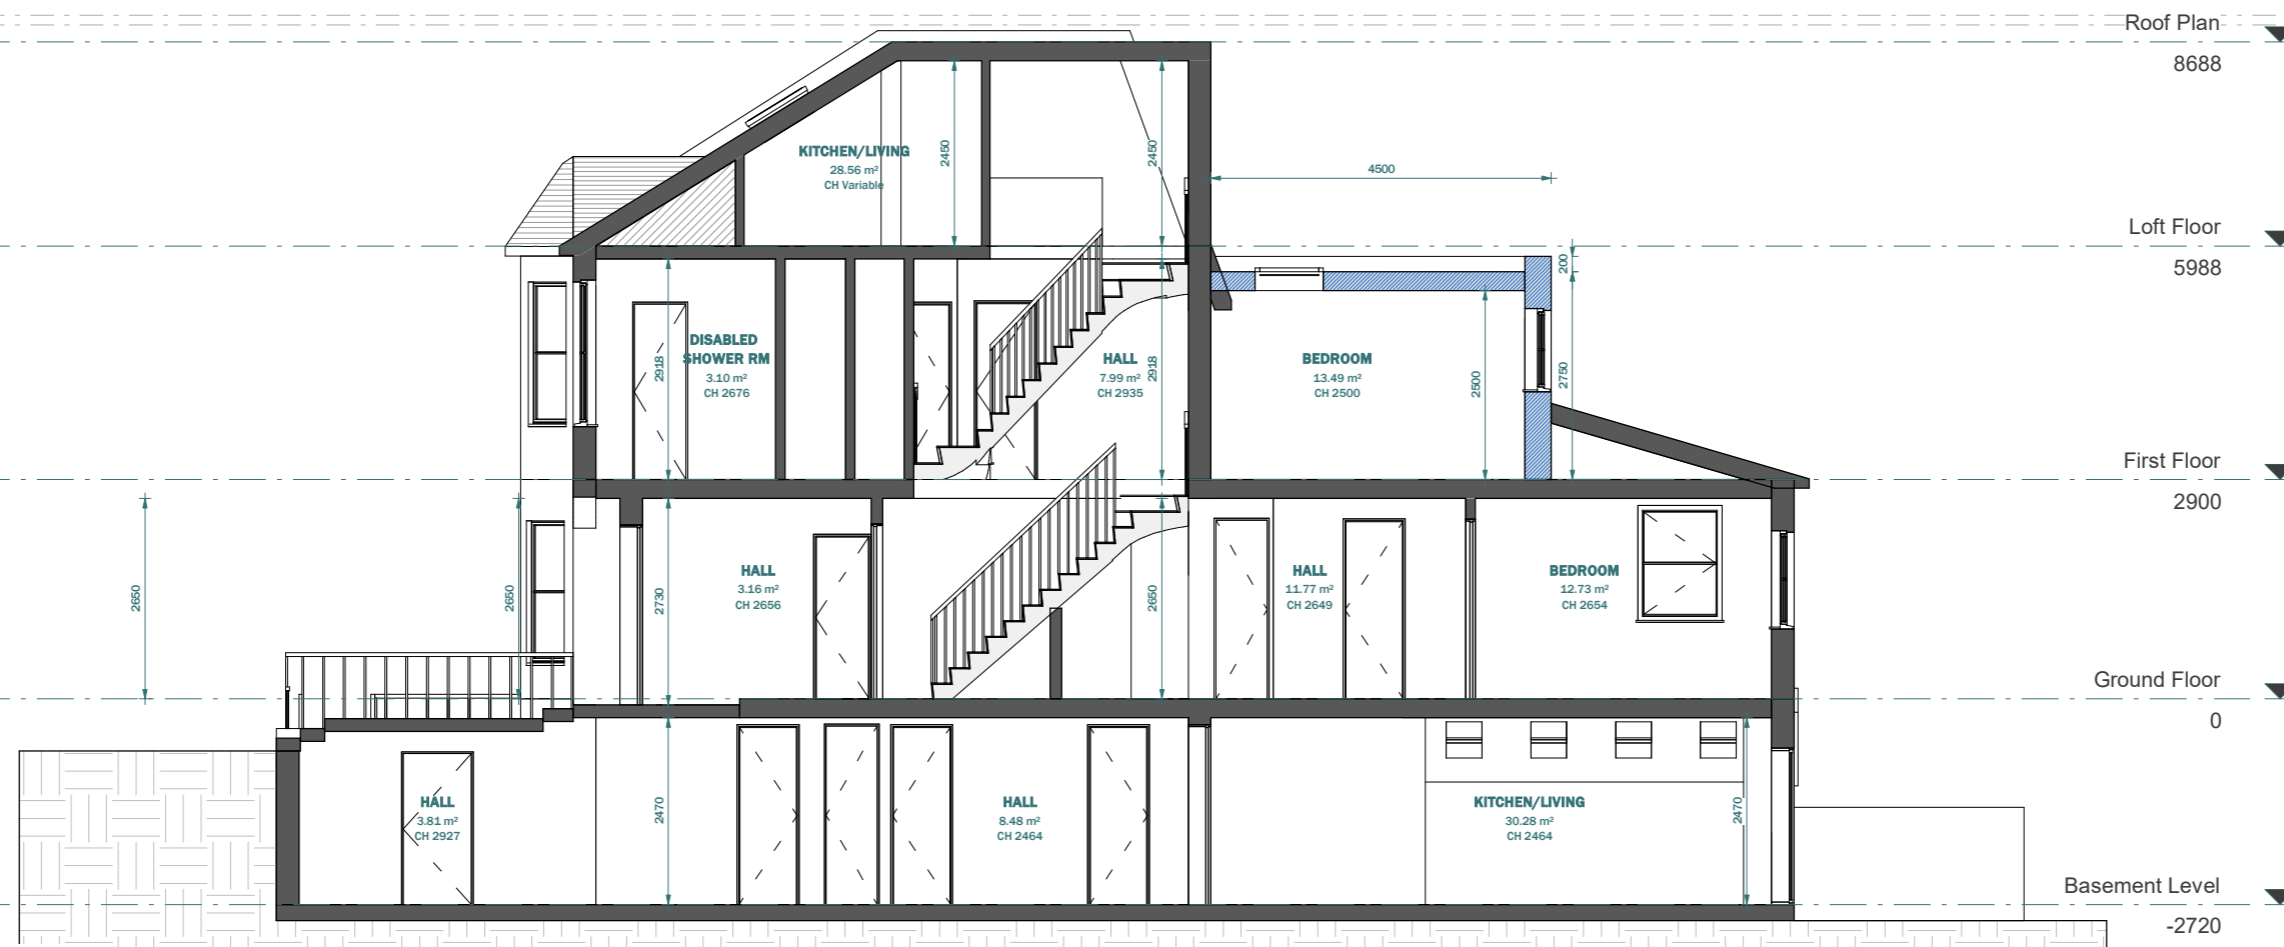 Roof Plan
8688
KITCHEN/LIVING
28.56 m²
CH Variable
2450
2450
4500
Loft Floor
5988
200
DISABLED
SHOWER RM
3.10 m²
CH 2676
2918
HALL
7.99 m²
CH 2935
2918
BEDROOM
13.49 m²
CH 2500
2500
2750
First Floor
2900
2650
2650
2730
HALL
3.16 m²
CH 2656
2650
HALL
11.77 m²
CH 2649
BEDROOM
12.73 m²
CH 2654
Ground Floor
0
HALL
3.81 m²
CH 2927
2470
HALL
8.48 m²
CH 2464
KITCHEN/LIVING
30.28 m²
CH 2464
2470
Basement Level
-2720